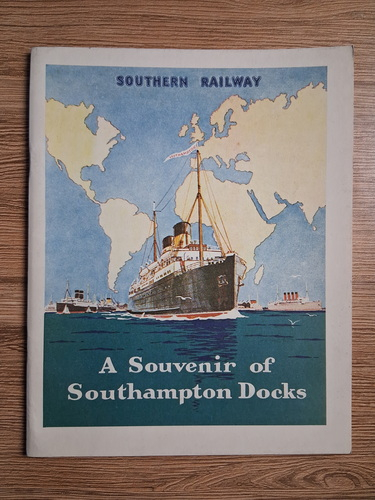 SOUTHERN RAILWAY
A Souvenir of
Southampton Docks